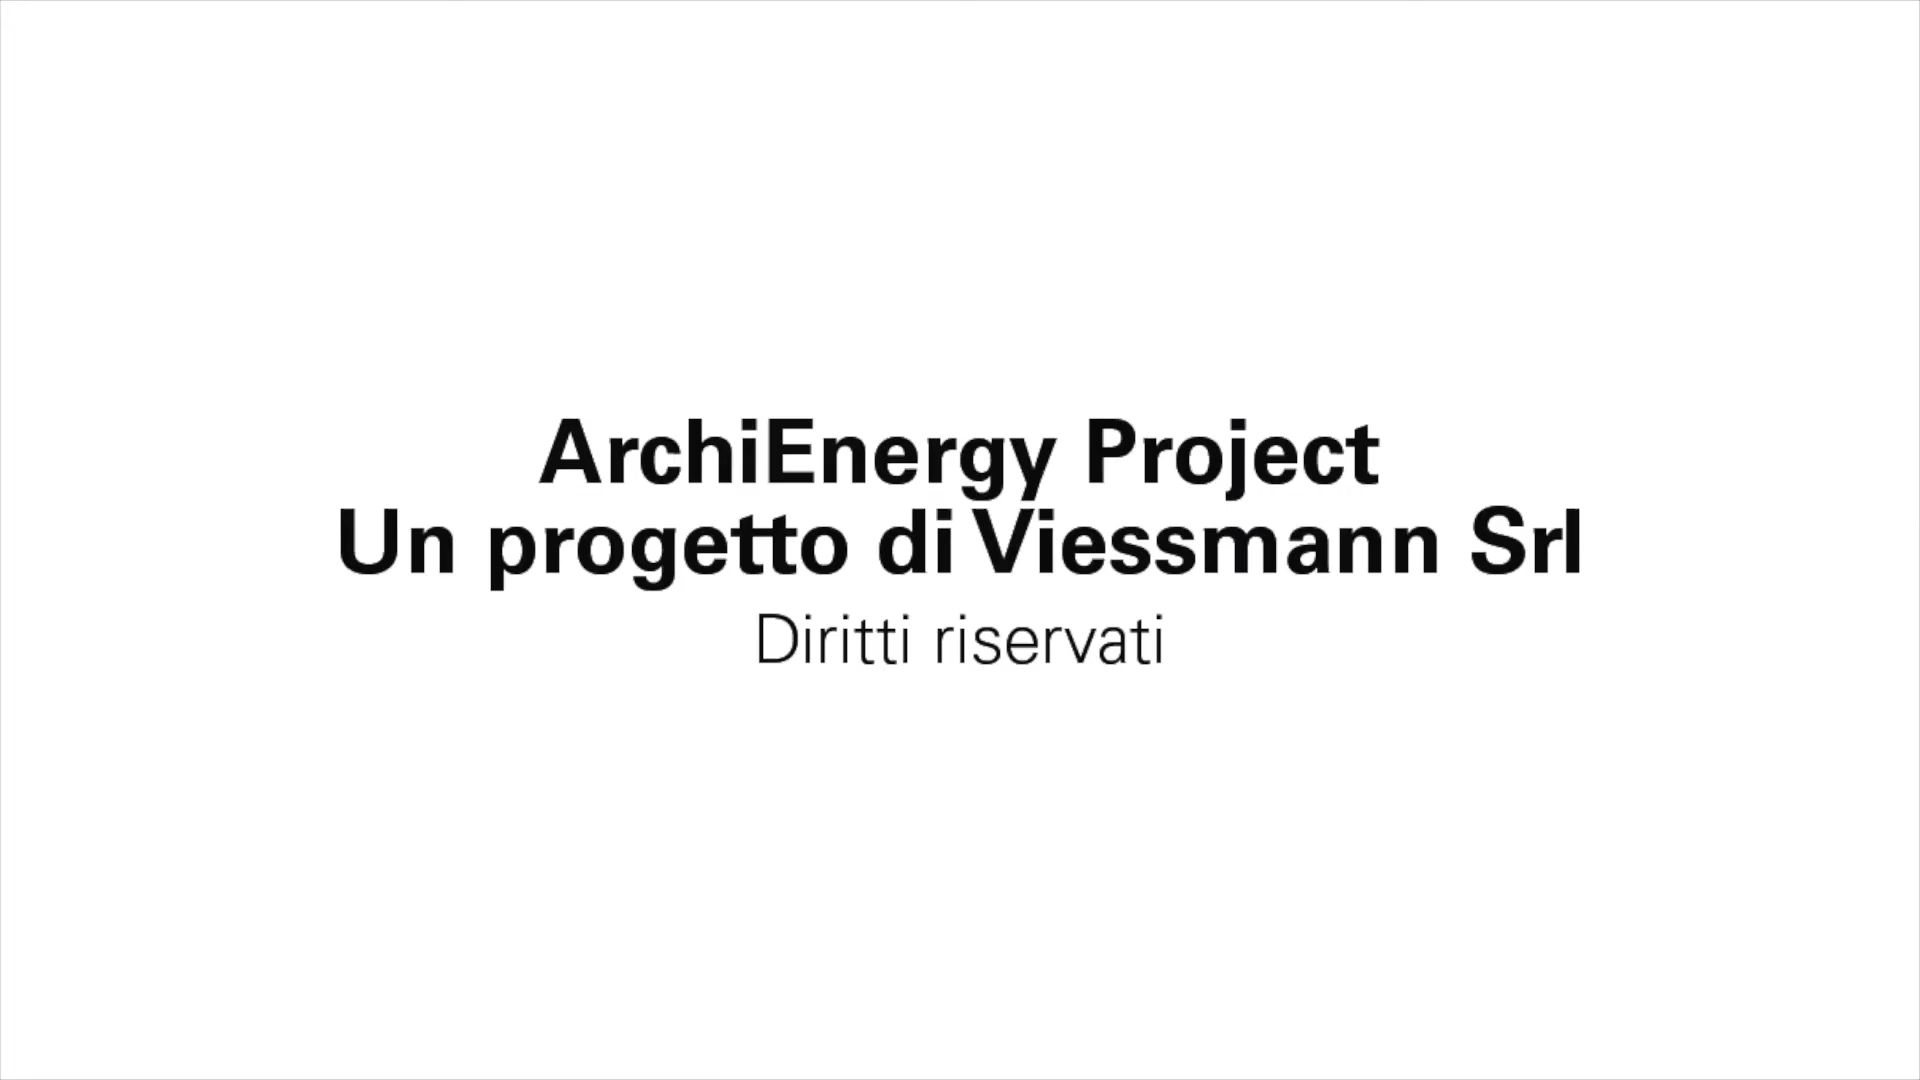 ArchiEnergy Project
Un progetto di Viessmann Srl
Diritti riservati